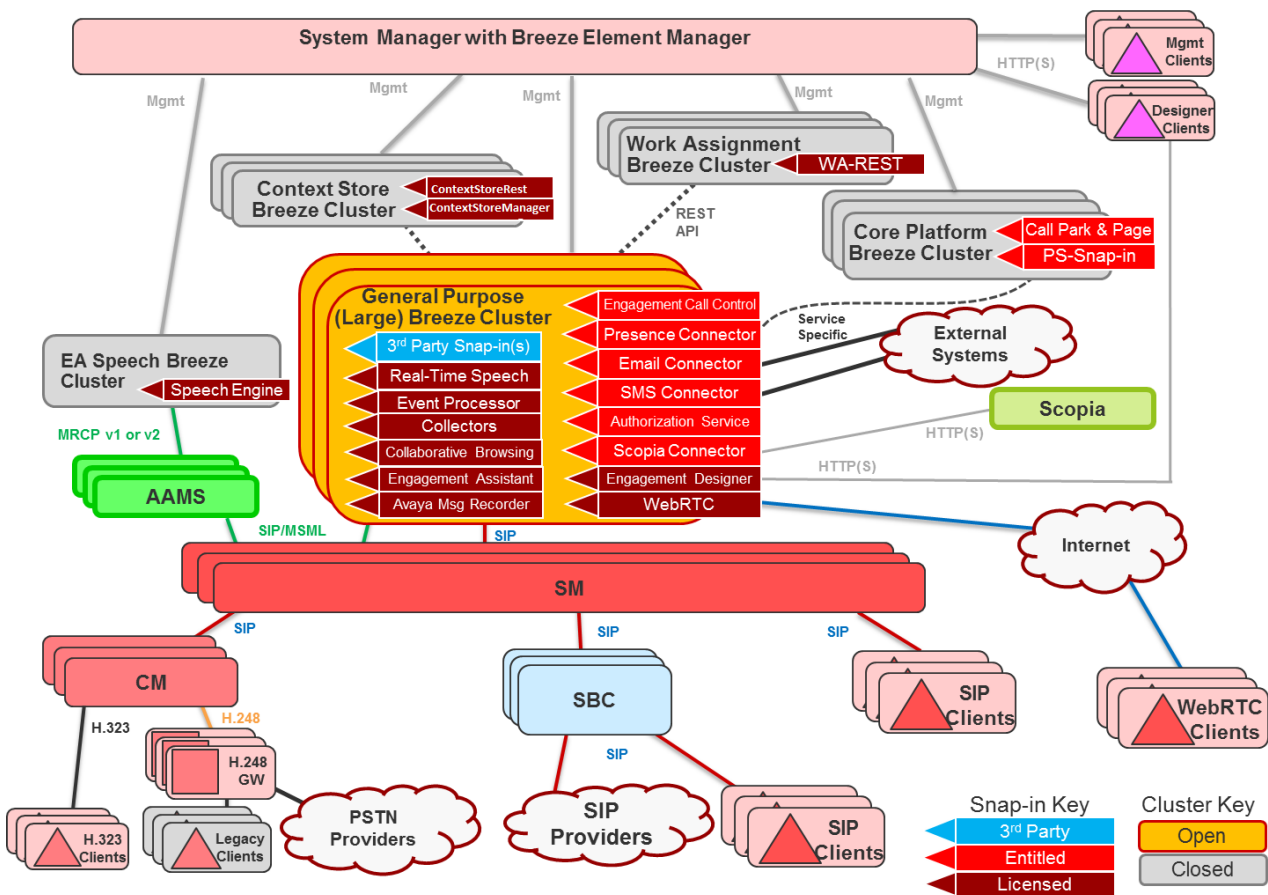 System Manager with Breeze Element Manager
Mgmt
Clients
HTTP(S)
Designer
Clients
Mgmt
Mgmt
Mgmt
Mgmt
Mgmt
Work Assignment
Breeze Cluster
WA-REST
Context Store
Breeze Cluster
ContextStoreRest
ContextStoreManager
REST
API
Core Platform
Breeze Cluster
Call Park & Page
PS-Snap-in
General Purpose
(Large) Breeze Cluster
3rd Party Snap-in(s)
Real-Time Speech
Event Processor
Collectors
Collaborative Browsing
Engagement Assistant
Avaya Msg Recorder
Engagement Call Control
Presence Connector
Email Connector
SMS Connector
Authorization Service
Scopia Connector
Engagement Designer
WebRTC
Service
Specific
External
Systems
Scopia
HTTP(S)
HTTP(S)
EA Speech Breeze
Cluster
Speech Engine
MRCP v1 or v2
AAMS
SIP/MSML
SIP
Internet
SM
SIP
SIP
SIP
CM
SBC
SIP
Clients
WebRTC
Clients
H.323
H.248
H.248
GW
SIP
PSTN
Providers
SIP
Providers
SIP
Clients
H.323
Clients
Legacy
Clients
Snap-in Key
3rd Party
Entitled
Licensed
Cluster Key
Open
Closed